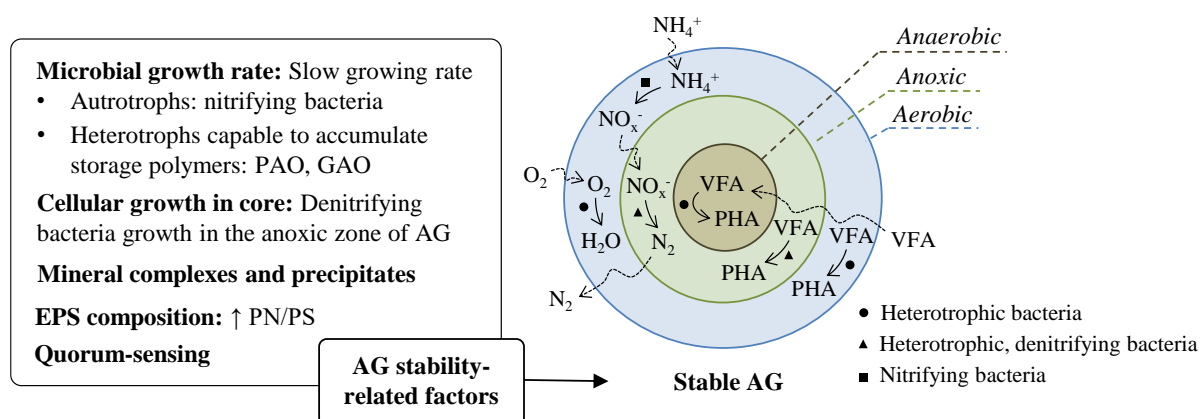 Microbial growth rate: Slow growing rate
• Autrotrophs: nitrifying bacteria
• Heterotrophs capable to accumulate
storage polymers: PAO, GAO
Cellular growth in core: Denitrifying
bacteria growth in the anoxic zone of AG
Mineral complexes and precipitates
EPS composition: ↑ PN/PS
Quorum-sensing
AG stability-
related factors
NH₄⁺
NH₄⁺
NOₓ⁻
O₂
O₂
H₂O
NOₓ⁻
N₂
N₂
VFA
PHA
VFA
PHA
VFA
PHA
VFA
Anaerobic
Anoxic
Aerobic
Stable AG
● Heterotrophic bacteria
▲ Heterotrophic, denitrifying bacteria
■ Nitrifying bacteria